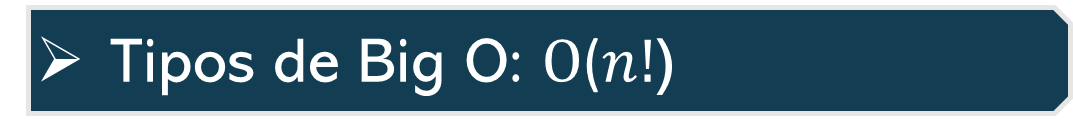 ➢ Tipos de Big O: O(n!)